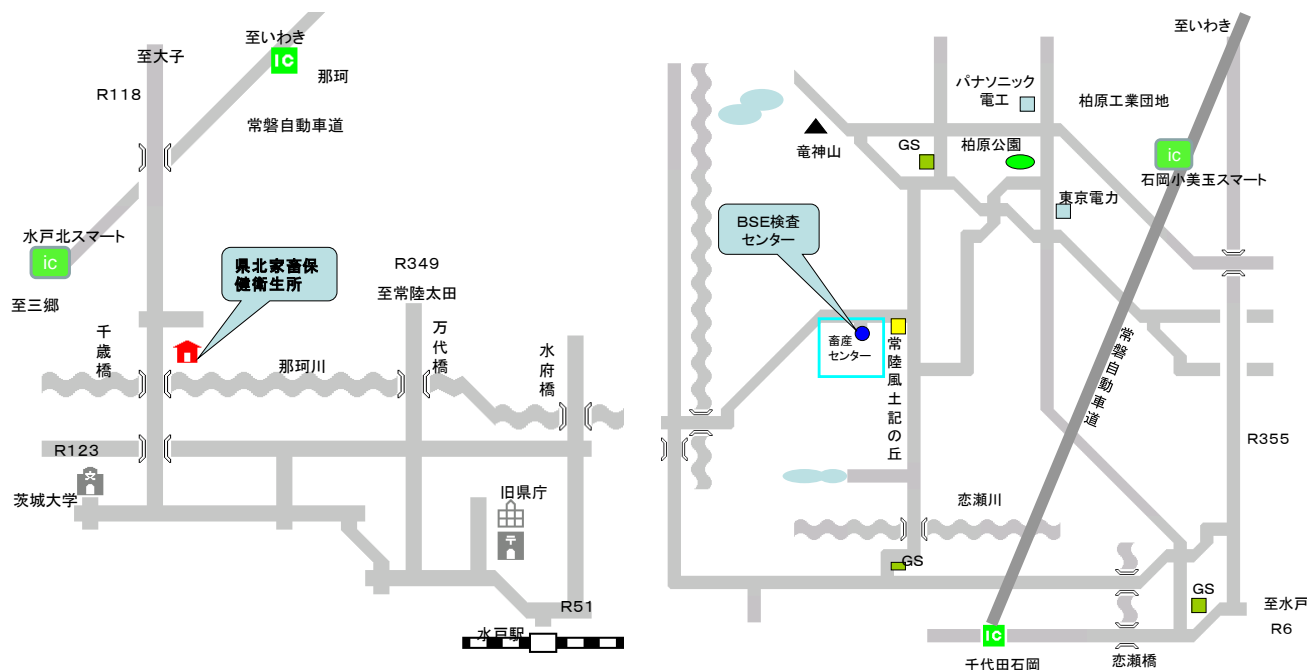 至いわき
IC
至大子
那珂
R118
常磐自動車道
水戸北スマート
ic
県北家畜保
健衛生所
R349
至常陸太田
至三郷
千歳橋
万代橋
水府橋
那珂川
R123
茨城大学
文
旧県庁
〒
R51
水戸駅
至いわき
パナソニック
電工
柏原工業団地
竜神山
GS
柏原公園
ic
石岡小美玉スマート
東京電力
BSE検査
センター
畜産
センター
常陸風土記の丘
常磐自動車道
R355
恋瀬川
GS
GS
至水戸
R6
IC
千代田石岡
恋瀬橋